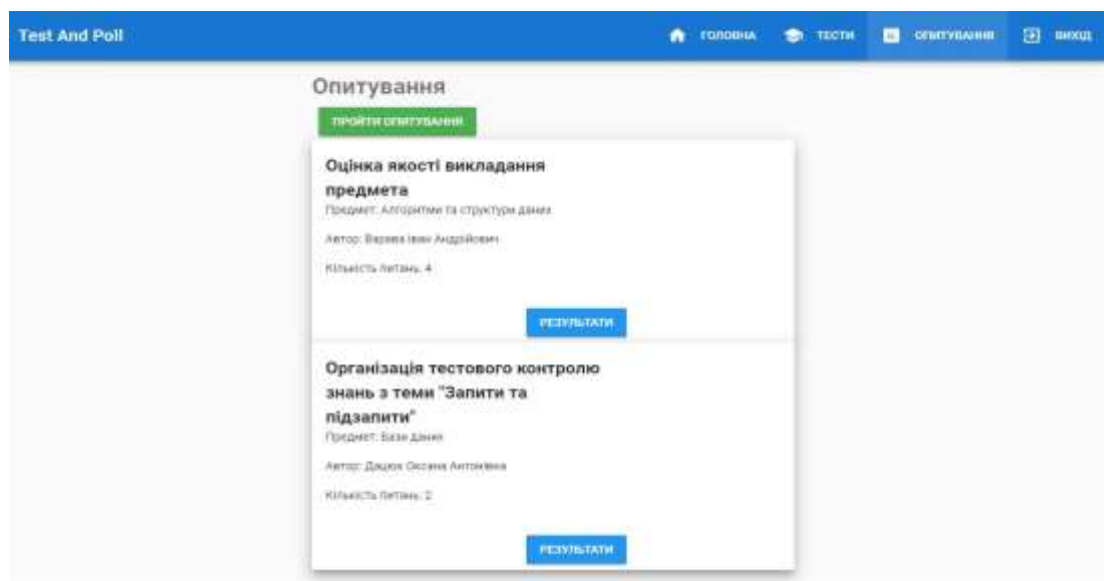 Test And Poll
ГОЛОВНА
ТЕСТИ
ОПИТУВАННЯ
ВИХІД
Опитування
ПРОЙТИ ОПИТУВАННЯ
Оцінка якості викладання
предмета
Предмет: Алгоритми та структури даних
Автор: Варава Іван Андрійович
Кількість питань: 4
РЕЗУЛЬТАТИ
Організація тестового контролю
знань з теми "Запити та
підзапити"
Предмет: Бази даних
Автор: Дацюк Оксана Антонівна
Кількість питань: 2
РЕЗУЛЬТАТИ